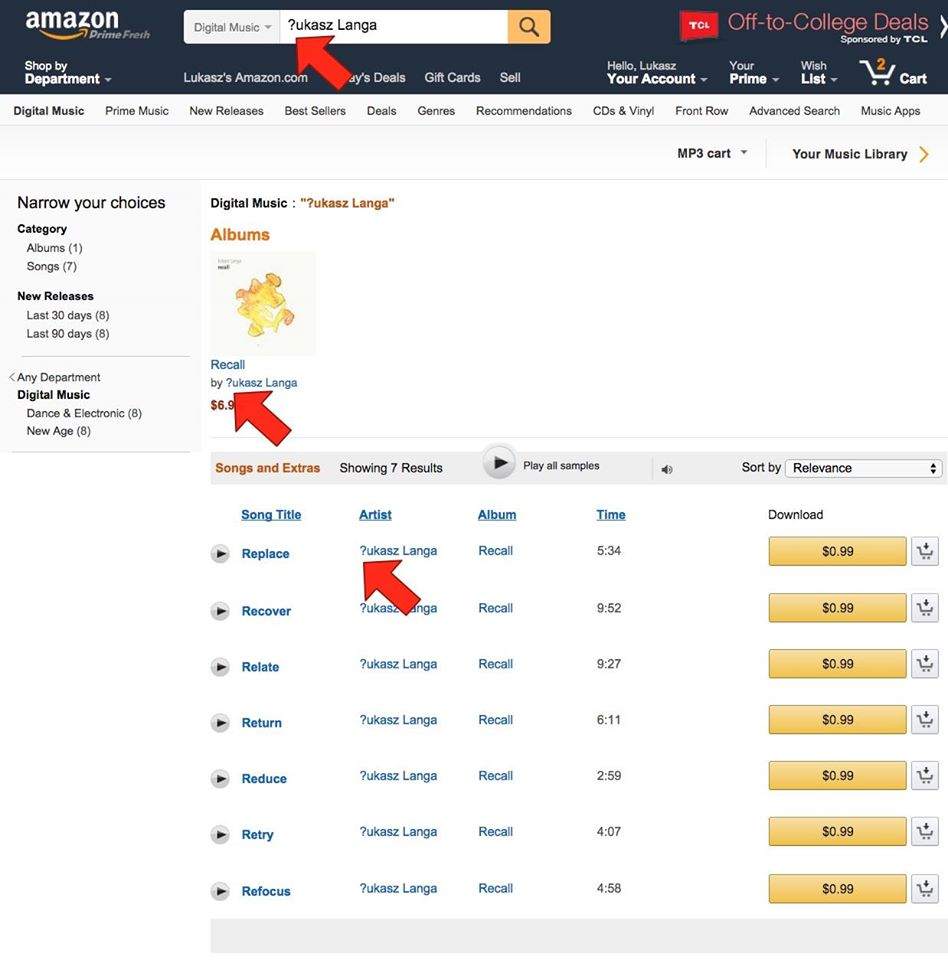 amazon
PrimeFresh
Digital Music
?ukasz Langa
TCL
Off-to-College Deals
Sponsored by TCL
Shop by
Department
Lukasz's Amazon.com
's Deals
Gift Cards
Sell
Hello, Lukasz
Your Account
Your
Prime
Wish
List
2
Cart
Digital Music Prime Music New Releases Best Sellers Deals Genres Recommendations CDs & Vinyl Front Row Advanced Search Music Apps
MP3 cart
Your Music Library
Narrow your choices
Category
Albums (1)
Songs (7)
New Releases
Last 30 days (8)
Last 90 days (8)
Any Department
Digital Music
Dance & Electronic (8)
New Age (8)
Digital Music : "?ukasz Langa"
Albums
recall
Recall
by ?ukasz Langa
$6.9
Songs and Extras Showing 7 Results Play all samples Sort by Relevance
Song Title Artist Album Time Download
Replace ?ukasz Langa Recall 5:34 $0.99
Recover ?ukasz Langa Recall 9:52 $0.99
Relate ?ukasz Langa Recall 9:27 $0.99
Return ?ukasz Langa Recall 6:11 $0.99
Reduce ?ukasz Langa Recall 2:59 $0.99
Retry ?ukasz Langa Recall 4:07 $0.99
Refocus ?ukasz Langa Recall 4:58 $0.99